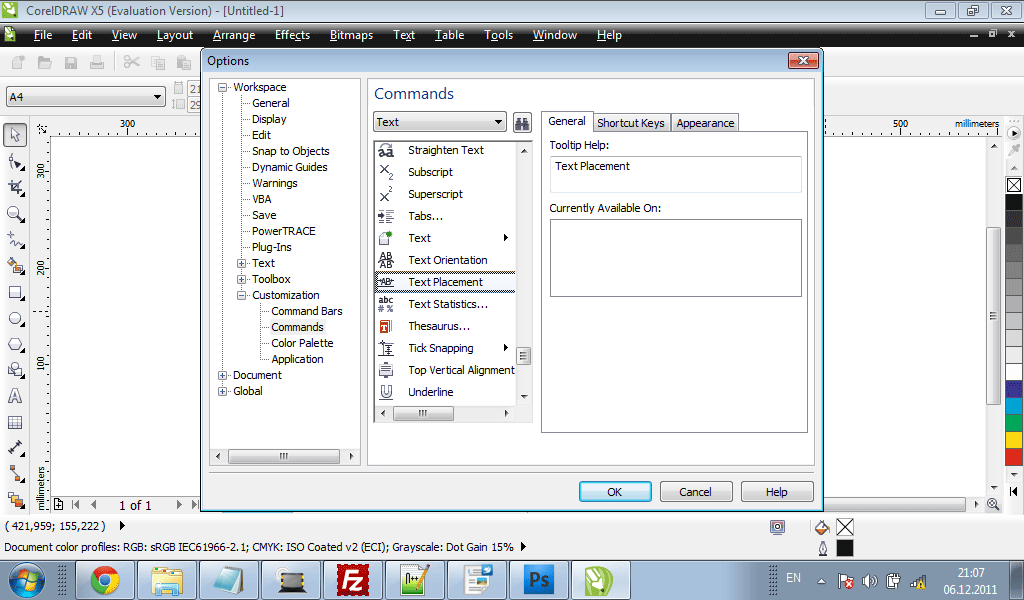 CorelDRAW X5 (Evaluation Version) - [Untitled-1]
File Edit View Layout Arrange Effects Bitmaps Text Table Tools Window Help
Options
A4
300
500
millimeters
300
200
100
millimeters
Workspace
General
Display
Edit
Snap to Objects
Dynamic Guides
Warnings
VBA
Save
PowerTRACE
Plug-Ins
Text
Toolbox
Customization
Command Bars
Commands
Color Palette
Application
Document
Global
Commands
Text
Straighten Text
Subscript
Superscript
Tabs...
Text
Text Orientation
Text Placement
Text Statistics...
Thesaurus...
Tick Snapping
Top Vertical Alignment
Underline
General Shortcut Keys Appearance
Tooltip Help:
Text Placement
Currently Available On:
OK Cancel Help
1 of 1
( 421,959; 155,222 )
Document color profiles: RGB: sRGB IEC61966-2.1; CMYK: ISO Coated v2 (ECI); Grayscale: Dot Gain 15%
Ps
EN
21:07
06.12.2011